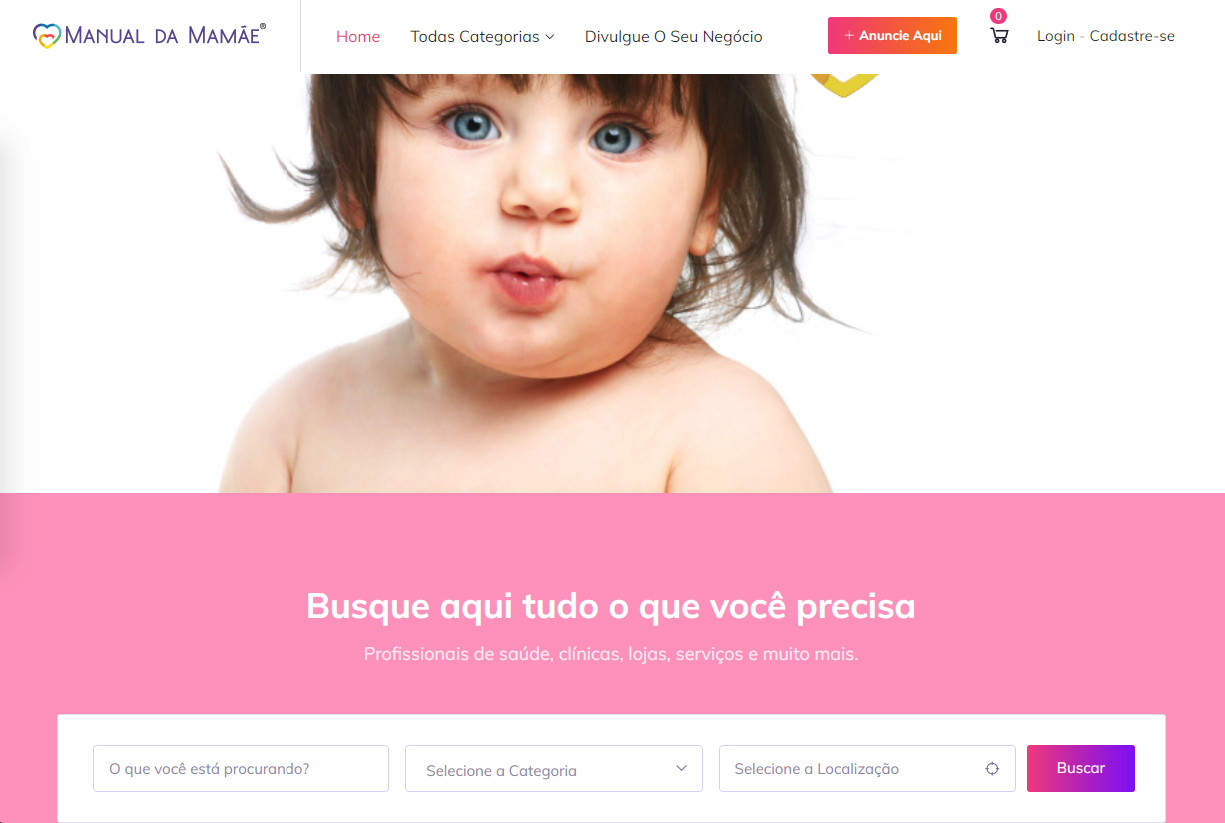 MANUAL DA MAMÃE®
Home
Todas Categorias
Divulgue O Seu Negócio
+ Anuncie Aqui
0
Login - Cadastre-se
Busque aqui tudo o que você precisa
Profissionais de saúde, clínicas, lojas, serviços e muito mais.
O que você está procurando?
Selecione a Categoria
Selecione a Localização
Buscar